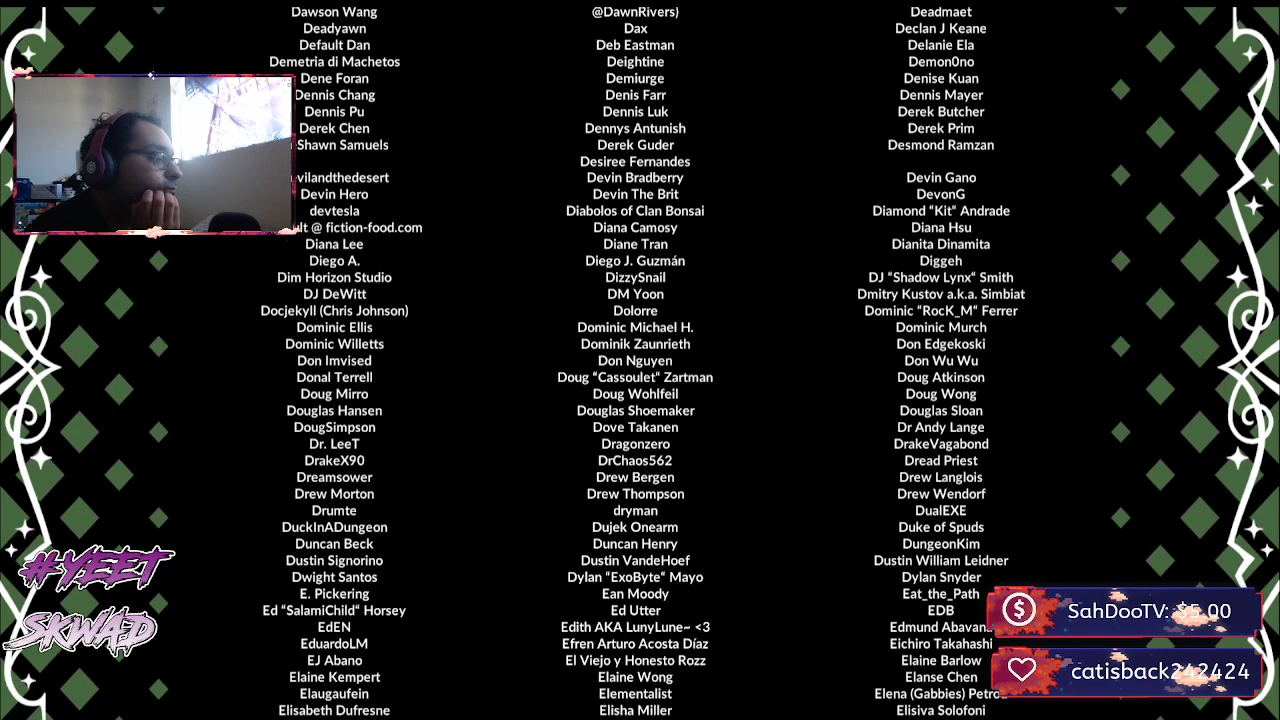 Dawson Wang @DawnRivers) Deadmaet
Deadyawn Dax Declan J Keane
Default Dan Deb Eastman Delanie Ela
Demetria di Machetos Deightine Demon0no
Dene Foran Demiurge Denise Kuan
Dennis Chang Denis Farr Dennis Mayer
Dennis Pu Dennis Luk Derek Butcher
Derek Chen Dennys Antunish Derek Prim
Shawn Samuels Derek Guder Desmond Ramzan
Desiree Fernandes
vilandthedesert Devin Bradberry Devin Gano
Devin Hero Devin The Brit DevonG
devtesla Diabolos of Clan Bonsai Diamond “Kit“ Andrade
ult @ fiction-food.com Diana Camosy Diana Hsu
Diana Lee Diane Tran Dianita Dinamita
Diego A. Diego J. Guzmán Diggeh
Dim Horizon Studio DizzySnail DJ “Shadow Lynx“ Smith
DJ DeWitt DM Yoon Dmitry Kustov a.k.a. Simbiat
Docjekyll (Chris Johnson) Dolorre Dominic “RocK_M“ Ferrer
Dominic Ellis Dominic Michael H. Dominic Murch
Dominic Willetts Dominik Zaunrieth Don Edgekoski
Don Imvised Don Nguyen Don Wu Wu
Donal Terrell Doug “Cassoulet“ Zartman Doug Atkinson
Doug Mirro Doug Wohlfeil Doug Wong
Douglas Hansen Douglas Shoemaker Douglas Sloan
DougSimpson Dove Takanen Dr Andy Lange
Dr. LeeT Dragonzero DrakeVagabond
DrakeX90 DrChaos562 Dread Priest
Dreamsower Drew Bergen Drew Langlois
Drew Morton Drew Thompson Drew Wendorf
Drumte dryman DualEXE
DuckInADungeon Dujek Onearm Duke of Spuds
Duncan Beck Duncan Henry DungeonKim
Dustin Signorino Dustin VandeHoef Dustin William Leidner
Dwight Santos Dylan “ExoByte“ Mayo Dylan Snyder
E. Pickering Ean Moody Eat_the_Path
Ed “SalamiChild“ Horsey Ed Utter EDB
EdEN Edith AKA LunyLune~ <3 Edmund Abavana
EduardoLM Efren Arturo Acosta Díaz Eichiro Takahashi
EJ Abano El Viejo y Honesto Rozz Elaine Barlow
Elaine Kempert Elaine Wong Elanse Chen
Elaugaufein Elementalist Elena (Gabbies) Petrou
Elisabeth Dufresne Elisha Miller Elisiva Solofoni
#YEET
SKWAD
SahDooTV: $5.00
catisback242424